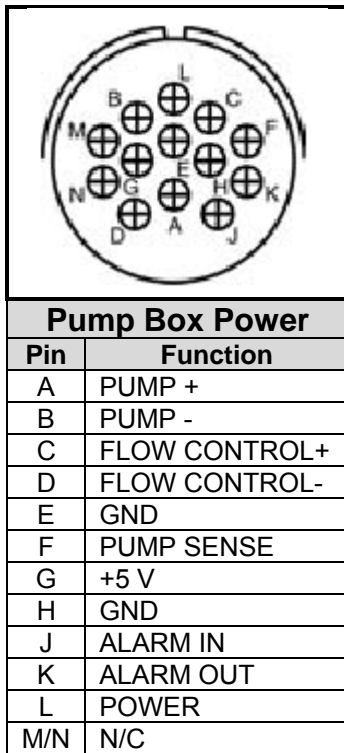 L
B C
M F
E
N G H K
D A J
Pump Box Power
Pin Function
A PUMP +
B PUMP -
C FLOW CONTROL+
D FLOW CONTROL-
E GND
F PUMP SENSE
G +5 V
H GND
J ALARM IN
K ALARM OUT
L POWER
M/N N/C